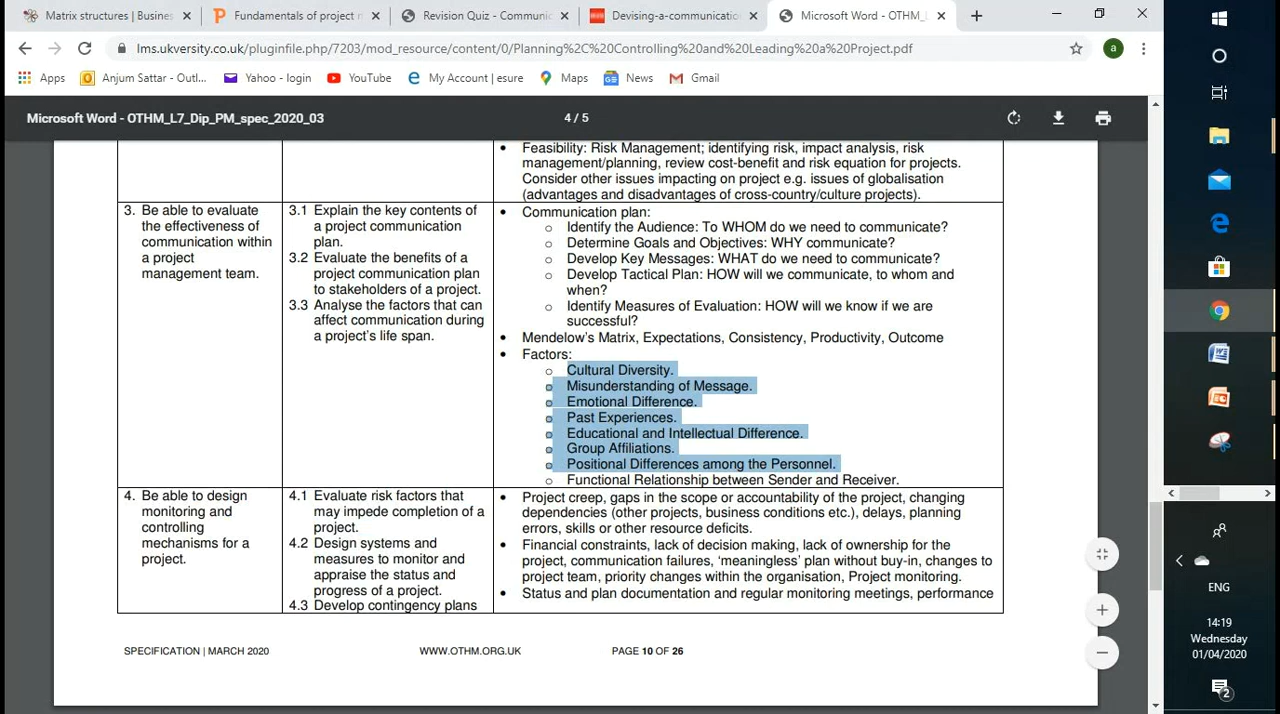 Matrix structures | Busines
Fundamentals of project m
Revision Quiz - Communic
Devising-a-communicatio
Microsoft Word - OTHM_L7
lms.ukversity.co.uk/pluginfile.php/7203/mod_resource/content/0/Planning%2C%20Controlling%20and%20Leading%20a%20Project.pdf
a
Apps
Anjum Sattar - Outl...
Yahoo - login
YouTube
My Account | esure
Maps
News
Gmail
Microsoft Word - OTHM_L7_Dip_PM_spec_2020_03
4 / 5
• Feasibility: Risk Management; identifying risk, impact analysis, risk
management/planning, review cost-benefit and risk equation for projects.
Consider other issues impacting on project e.g. issues of globalisation
(advantages and disadvantages of cross-country/culture projects).
3. Be able to evaluate
the effectiveness of
communication within
a project
management team.
3.1 Explain the key contents of
a project communication
plan.
3.2 Evaluate the benefits of a
project communication plan
to stakeholders of a project.
3.3 Analyse the factors that can
affect communication during
a project's life span.
• Communication plan:
o Identify the Audience: To WHOM do we need to communicate?
o Determine Goals and Objectives: WHY communicate?
o Develop Key Messages: WHAT do we need to communicate?
o Develop Tactical Plan: HOW will we communicate, to whom and
when?
o Identify Measures of Evaluation: HOW will we know if we are
successful?
• Mendelow's Matrix, Expectations, Consistency, Productivity, Outcome
• Factors:
o Cultural Diversity.
o Misunderstanding of Message.
o Emotional Difference.
o Past Experiences.
o Educational and Intellectual Difference.
o Group Affiliations.
o Positional Differences among the Personnel.
o Functional Relationship between Sender and Receiver.
4. Be able to design
monitoring and
controlling
mechanisms for a
project.
4.1 Evaluate risk factors that
may impede completion of a
project.
4.2 Design systems and
measures to monitor and
appraise the status and
progress of a project.
4.3 Develop contingency plans
• Project creep, gaps in the scope or accountability of the project, changing
dependencies (other projects, business conditions etc.), delays, planning
errors, skills or other resource deficits.
• Financial constraints, lack of decision making, lack of ownership for the
project, communication failures, 'meaningless' plan without buy-in, changes to
project team, priority changes within the organisation, Project monitoring.
• Status and plan documentation and regular monitoring meetings, performance
SPECIFICATION | MARCH 2020
WWW.OTHM.ORG.UK
PAGE 10 OF 26
ENG
14:19
Wednesday
01/04/2020
2